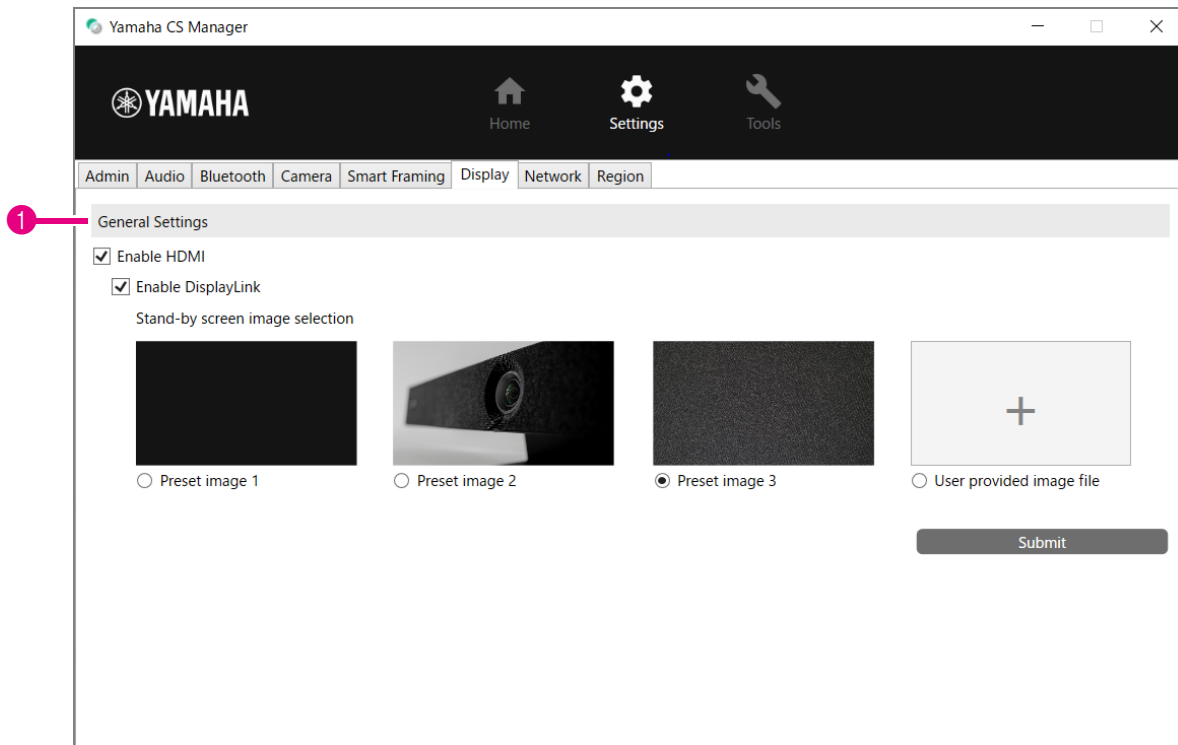 Yamaha CS Manager
YAMAHA
Home Settings Tools
Admin Audio Bluetooth Camera Smart Framing Display Network Region
1 General Settings
Enable HDMI
Enable DisplayLink
Stand-by screen image selection
Preset image 1 Preset image 2 Preset image 3 User provided image file
Submit